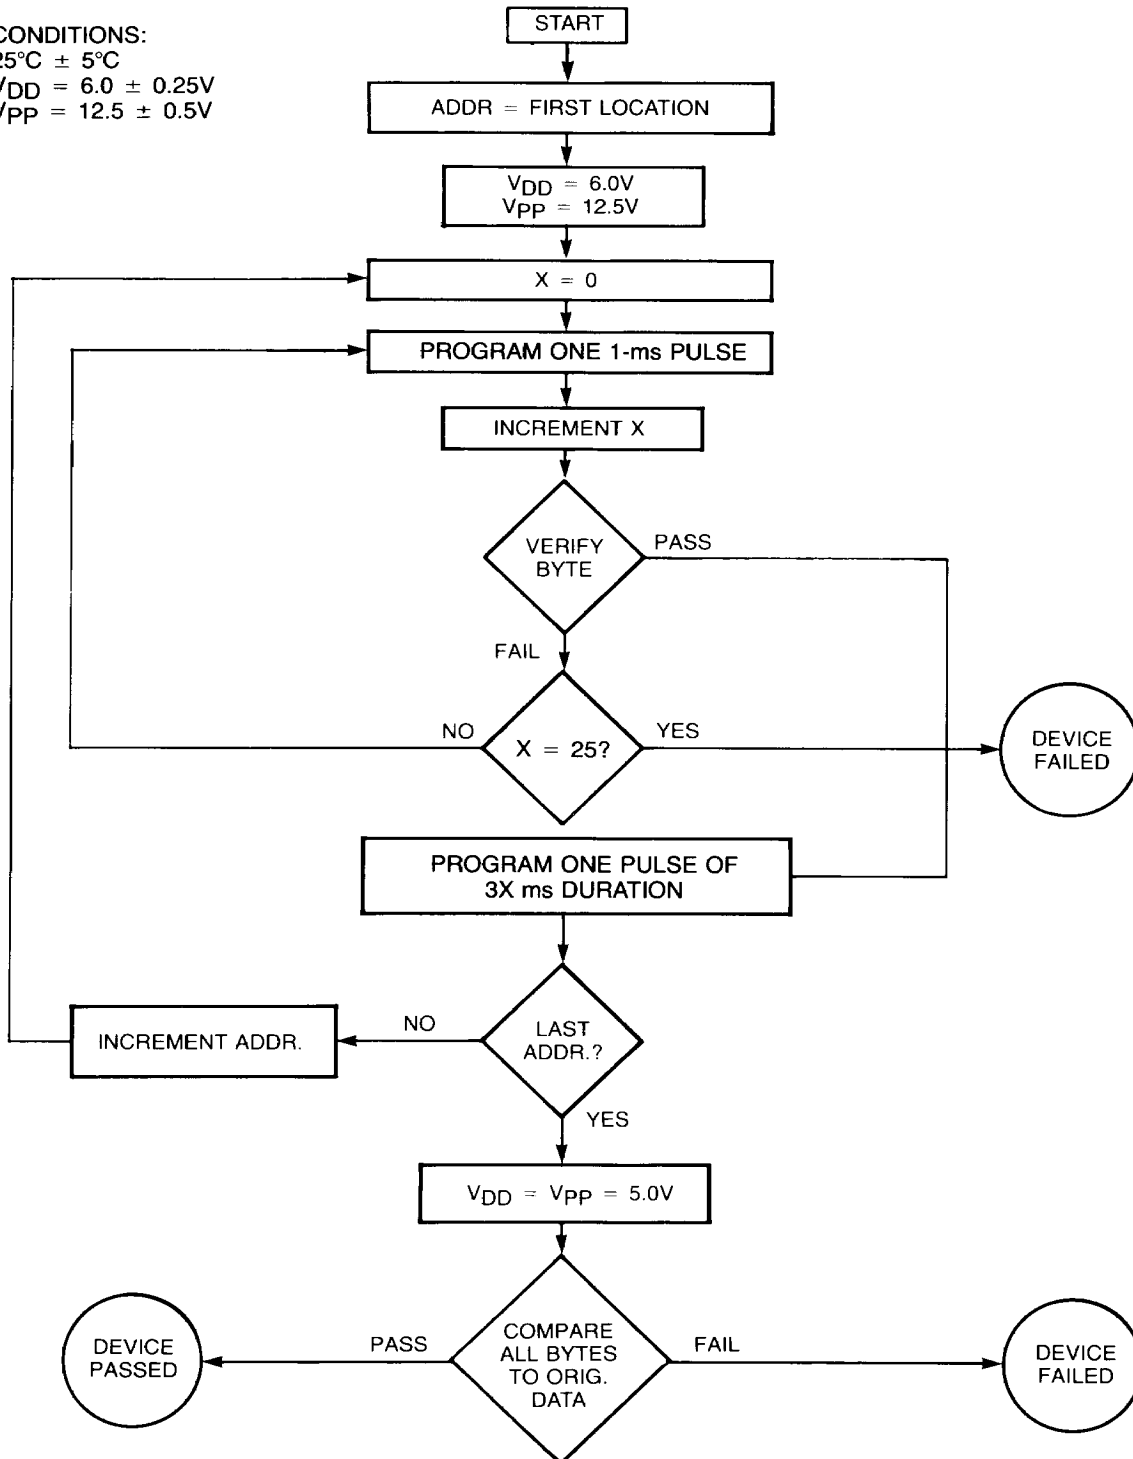 START
CONDITIONS:
25°C ± 5°C
VDD = 6.0 ± 0.25V
VPP = 12.5 ± 0.5V
ADDR = FIRST LOCATION
VDD = 6.0V
VPP = 12.5V
X = 0
PROGRAM ONE 1-ms PULSE
INCREMENT X
VERIFY
BYTE
PASS
FAIL
X = 25?
NO
YES
DEVICE
FAILED
PROGRAM ONE PULSE OF
3X ms DURATION
LAST
ADDR.?
NO
INCREMENT ADDR.
YES
VDD = VPP = 5.0V
COMPARE
ALL BYTES
TO ORIG.
DATA
PASS
DEVICE
PASSED
FAIL
DEVICE
FAILED